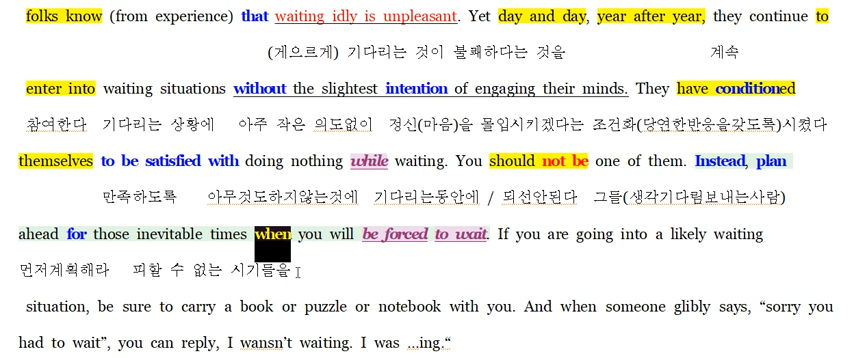 folks know (from experience) that waiting idly is unpleasant. Yet day and day, year after year, they continue to
(게으르게) 기다리는 것이 불쾌하다는 것을 계속
enter into waiting situations without the slightest intention of engaging their minds. They have conditioned
참여한다 기다리는 상황에 아주 작은 의도없이 정신(마음)을 몰입시키겠다는 조건화(당연한반응을갖도록)시켰다
themselves to be satisfied with doing nothing while waiting. You should not be one of them. Instead, plan
만족하도록 아무것도하지않는것에 기다리는동안에 / 되선안된다 그들(생각기다림보내는사람)
ahead for those inevitable times when you will be forced to wait. If you are going into a likely waiting
먼저계획해라 피할 수 없는 시기들을
situation, be sure to carry a book or puzzle or notebook with you. And when someone glibly says, “sorry you
had to wait”, you can reply, I wansn’t waiting. I was ...ing.“